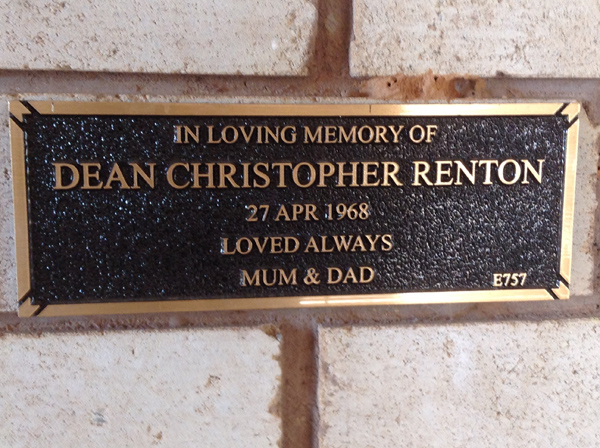 IN LOVING MEMORY OF
DEAN CHRISTOPHER RENTON
27 APR 1968
LOVED ALWAYS
MUM & DAD
E757